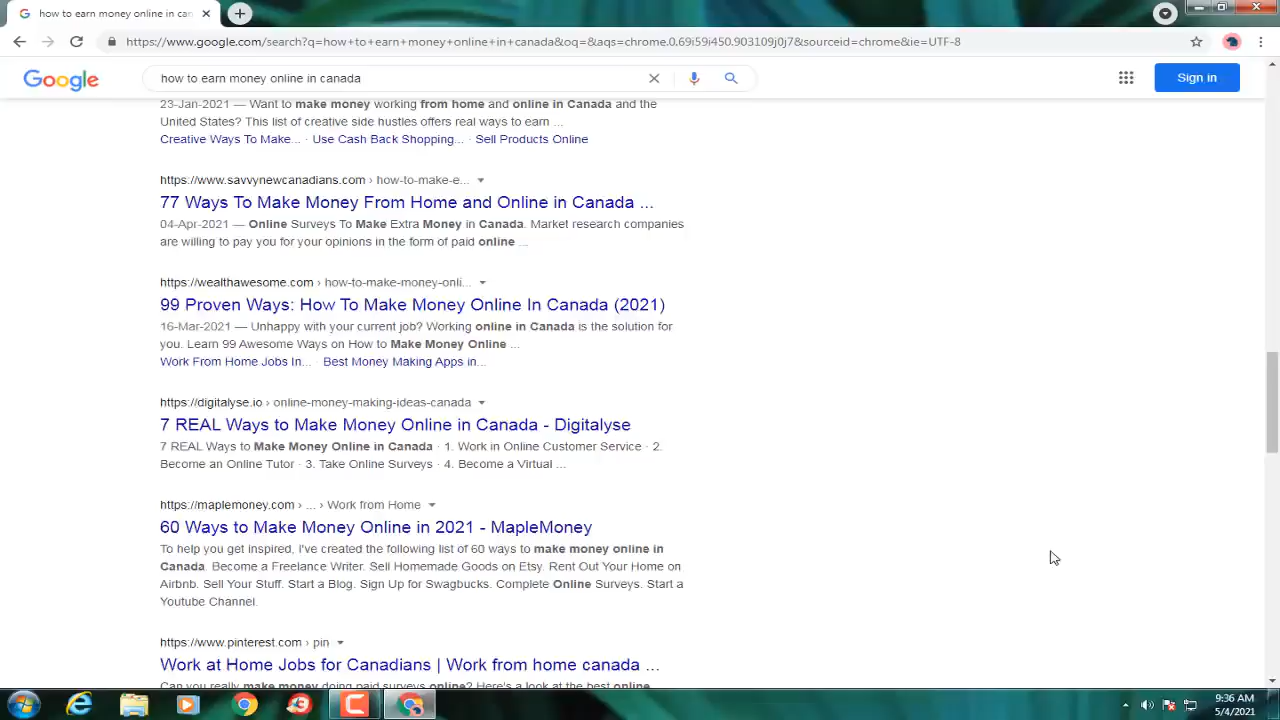 how to earn money online in can
https://www.google.com/search?q=how+to+earn+money+online+in+canada&oq=&aqs=chrome.0.69i59i450.903109j0j7&sourceid=chrome&ie=UTF-8
Google
how to earn money online in canada
Sign in
23-Jan-2021 — Want to make money working from home and online in Canada and the
United States? This list of creative side hustles offers real ways to earn ...
Creative Ways To Make... · Use Cash Back Shopping... · Sell Products Online
https://www.savvynewcanadians.com › how-to-make-e...
77 Ways To Make Money From Home and Online in Canada ...
04-Apr-2021 — Online Surveys To Make Extra Money in Canada. Market research companies
are willing to pay you for your opinions in the form of paid online ...
https://wealthawesome.com › how-to-make-money-onli...
99 Proven Ways: How To Make Money Online In Canada (2021)
16-Mar-2021 — Unhappy with your current job? Working online in Canada is the solution for
you. Learn 99 Awesome Ways on How to Make Money Online ...
Work From Home Jobs In... · Best Money Making Apps in...
https://digitalyse.io › online-money-making-ideas-canada
7 REAL Ways to Make Money Online in Canada - Digitalyse
7 REAL Ways to Make Money Online in Canada · 1. Work in Online Customer Service · 2.
Become an Online Tutor · 3. Take Online Surveys · 4. Become a Virtual ...
https://maplemoney.com › ... › Work from Home
60 Ways to Make Money Online in 2021 - MapleMoney
To help you get inspired, I've created the following list of 60 ways to make money online in
Canada. Become a Freelance Writer. Sell Homemade Goods on Etsy. Rent Out Your Home on
Airbnb. Sell Your Stuff. Start a Blog. Sign Up for Swagbucks. Complete Online Surveys. Start a
Youtube Channel.
https://www.pinterest.com › pin
Work at Home Jobs for Canadians | Work from home canada ...
Can you really make money doing paid surveys online? Here's a look at the best online
9:36 AM
5/4/2021